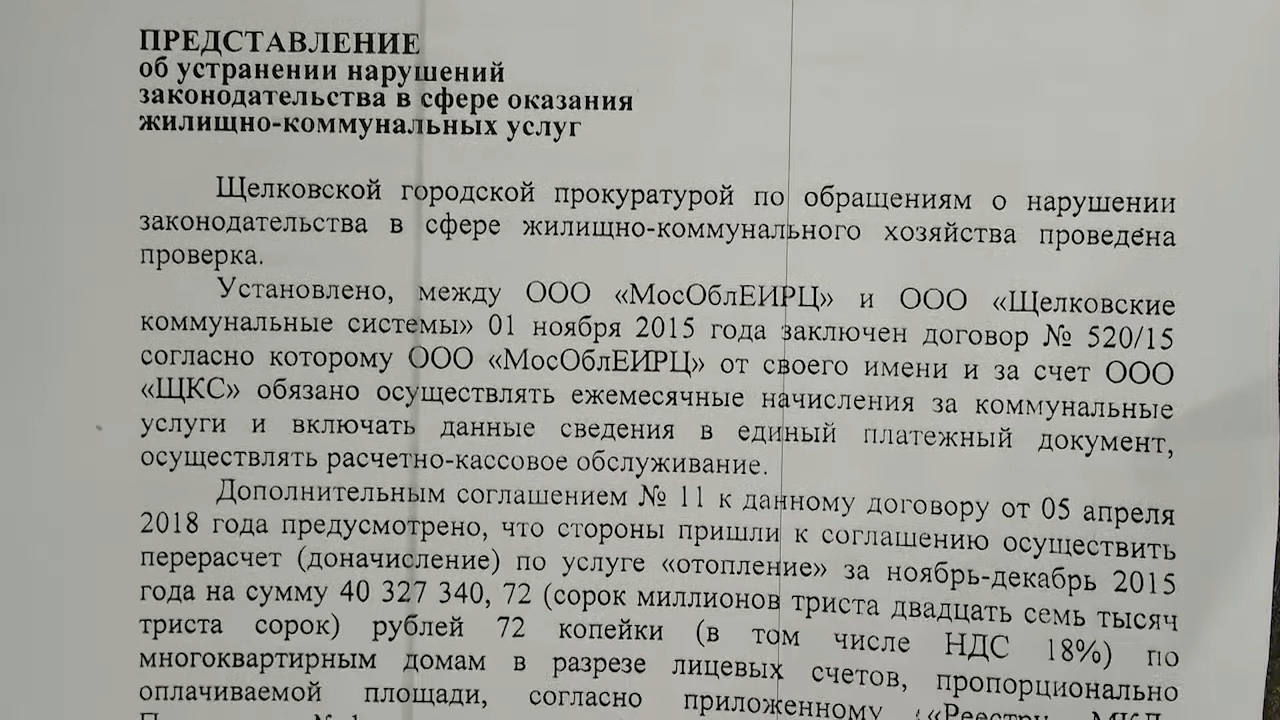 ПРЕДСТАВЛЕНИЕ
об устранении нарушений
законодательства в сфере оказания
жилищно-коммунальных услуг
Щелковской городской прокуратурой по обращениям о нарушении
законодательства в сфере жилищно-коммунального хозяйства проведена
проверка.
Установлено, между ООО «МосОблЕИРЦ» и ООО «Щелковские
коммунальные системы» 01 ноября 2015 года заключен договор № 520/15
согласно которому ООО «МосОблЕИРЦ» от своего имени и за счет ООО
«ЩКС» обязано осуществлять ежемесячные начисления за коммунальные
услуги и включать данные сведения в единый платежный документ,
осуществлять расчетно-кассовое обслуживание.
Дополнительным соглашением № 11 к данному договору от 05 апреля
2018 года предусмотрено, что стороны пришли к соглашению осуществить
перерасчет (доначисление) по услуге «отопление» за ноябрь-декабрь 2015
года на сумму 40 327 340, 72 (сорок миллионов триста двадцать семь тысяч
триста сорок) рублей 72 копейки (в том числе НДС 18%) по
многоквартирным домам в разрезе лицевых счетов, пропорционально
оплачиваемой площади, согласно приложенному «Реестру МКД